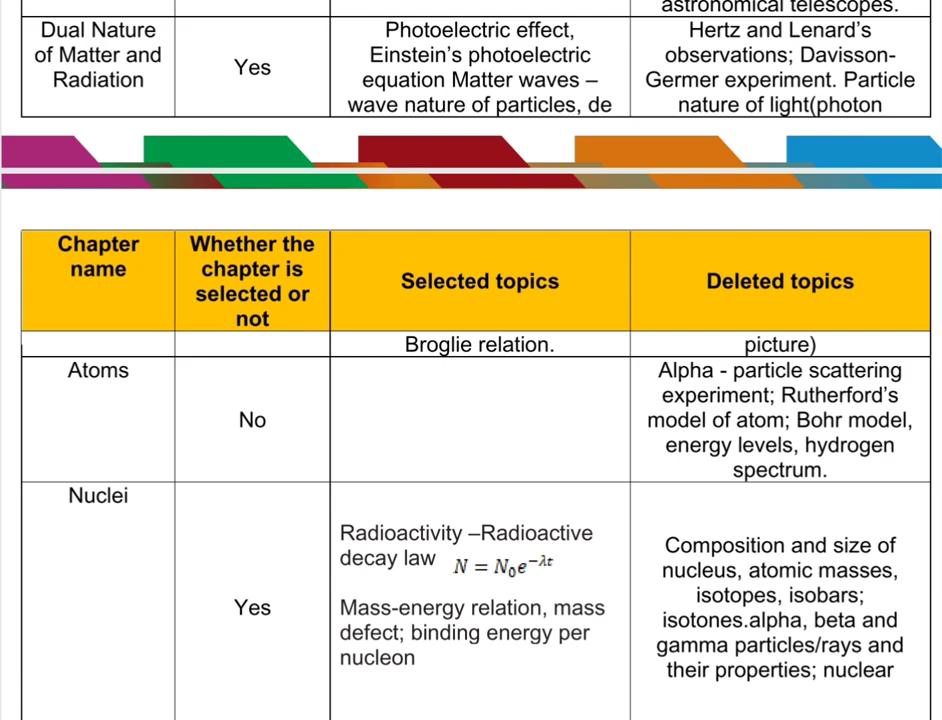 astronomical telescopes.
Dual Nature
of Matter and
Radiation
Yes
Photoelectric effect,
Einstein’s photoelectric
equation Matter waves –
wave nature of particles, de
Hertz and Lenard’s
observations; Davisson-
Germer experiment. Particle
nature of light(photon
Chapter
name
Whether the
chapter is
selected or
not
Selected topics
Deleted topics
Broglie relation.
picture)
Atoms
No
Alpha - particle scattering
experiment; Rutherford’s
model of atom; Bohr model,
energy levels, hydrogen
spectrum.
Nuclei
Yes
Radioactivity –Radioactive
decay law N = N₀e^{−λt}
Mass-energy relation, mass
defect; binding energy per
nucleon
Composition and size of
nucleus, atomic masses,
isotopes, isobars;
isotones.alpha, beta and
gamma particles/rays and
their properties; nuclear